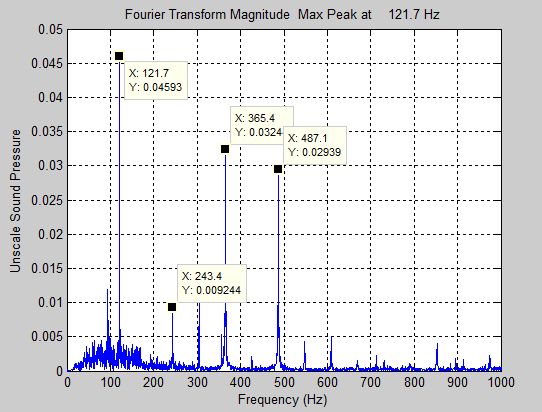 Fourier Transform Magnitude Max Peak at 121.7 Hz
0.05
0.045
0.04
0.035
0.03
0.025
0.02
0.015
0.01
0.005
0
Unscale Sound Pressure
X: 121.7
Y: 0.04593
X: 365.4
Y: 0.0324
X: 487.1
Y: 0.02939
X: 243.4
Y: 0.009244
0 100 200 300 400 500 600 700 800 900 1000
Frequency (Hz)